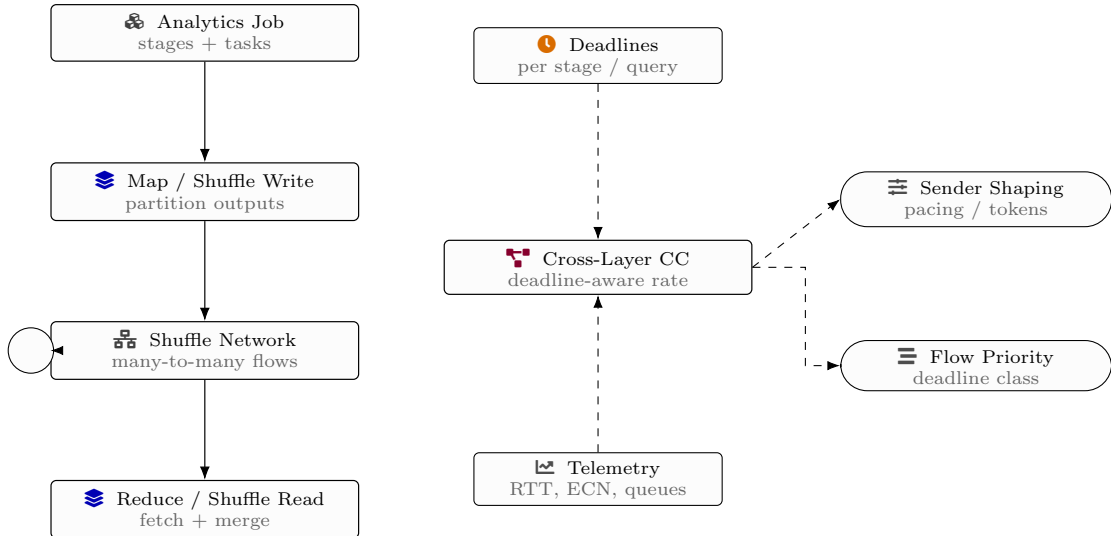 Analytics Job
stages + tasks
Map / Shuffle Write
partition outputs
Shuffle Network
many-to-many flows
Reduce / Shuffle Read
fetch + merge
Deadlines
per stage / query
Cross-Layer CC
deadline-aware rate
Telemetry
RTT, ECN, queues
Sender Shaping
pacing / tokens
Flow Priority
deadline class